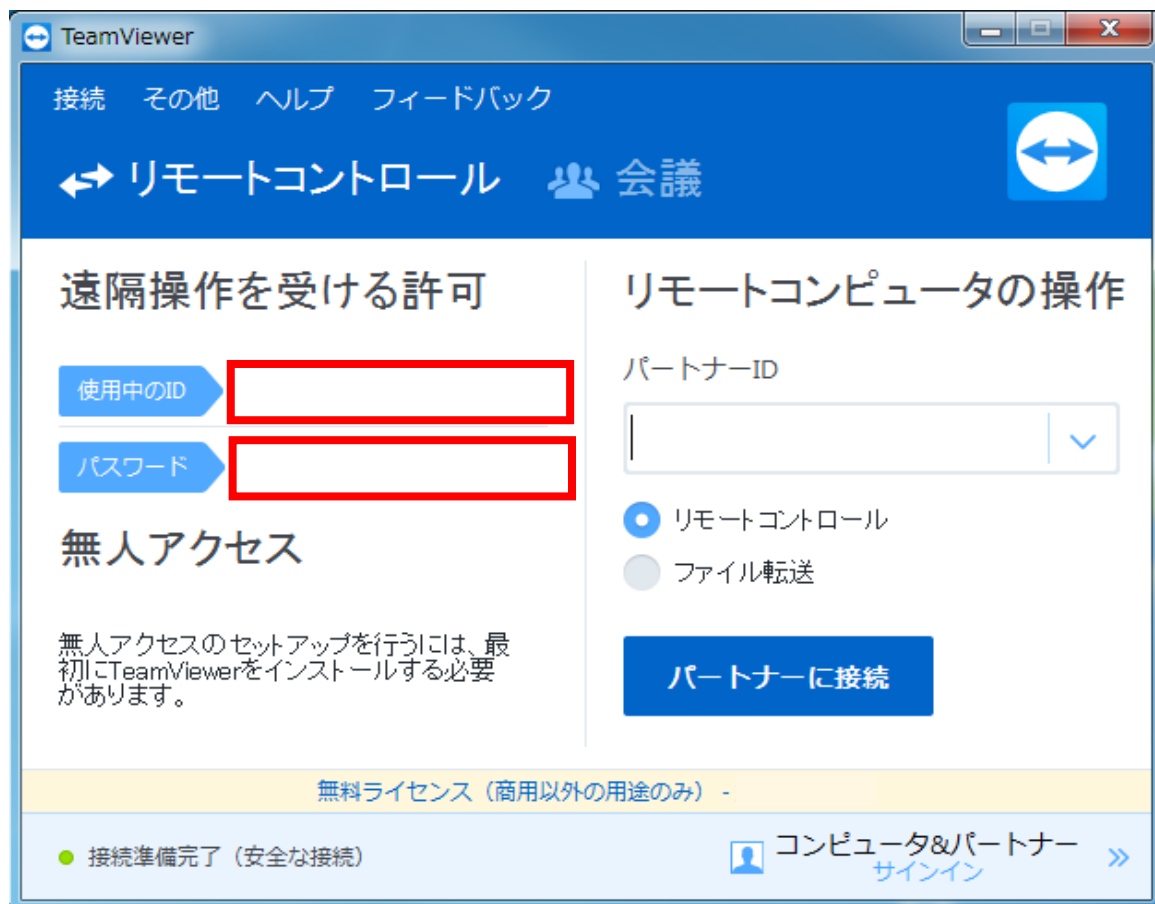 TeamViewer
接続 その他 ヘルプ フィードバック
リモートコントロール 会議
遠隔操作を受ける許可
使用中のID
パスワード
無人アクセス
無人アクセスのセットアップを行うには、最
初にTeamViewerをインストールする必要
があります。
リモートコンピュータの操作
パートナーID
リモートコントロール
ファイル転送
パートナーに接続
無料ライセンス（商用以外の用途のみ） -
接続準備完了（安全な接続）
コンピュータ&パートナー
サインイン